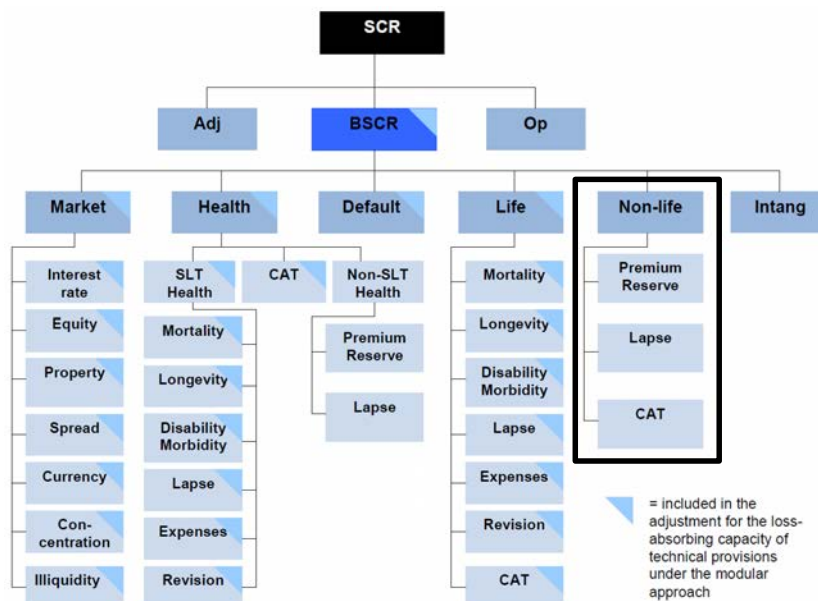 SCR
Adj
BSCR
Op
Market
Health
Default
Life
Non-life
Intang
Interest
rate
Equity
Property
Spread
Currency
Con-
centration
Illiquidity
SLT
Health
CAT
Non-SLT
Health
Mortality
Longevity
Disability
Morbidity
Lapse
Expenses
Revision
Premium
Reserve
Lapse
Mortality
Longevity
Disability
Morbidity
Lapse
Expenses
Revision
CAT
Premium
Reserve
Lapse
CAT
= included in the
adjustment for the loss-
absorbing capacity of
technical provisions
under the modular
approach